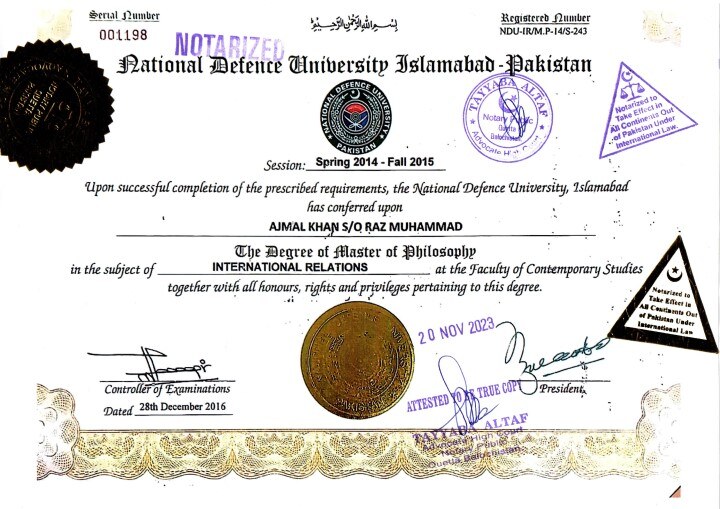 Serial Number
001198
NOTARIZED
بِسْمِ اللّٰهِ الرَّحْمٰنِ الرَّحِيْمِ
Registered Number
NDU-IR/M.P-14/S-243
National Defence University Islamabad-Pakistan
NATIONAL DEFENCE UNIVERSITY
PAKISTAN
TAYYABA ALTAF
Notary Public
Quetta
Balochistan
Advocate High Court
Notarized to
Take Effect in
All Continents Out
of Pakistan Under
International Law.
Session: Spring 2014 - Fall 2015
Upon successful completion of the prescribed requirements, the National Defence University, Islamabad
has conferred upon
AJMAL KHAN S/O RAZ MUHAMMAD
The Degree of Master of Philosophy
in the subject of INTERNATIONAL RELATIONS at the Faculty of Contemporary Studies
together with all honours, rights and privileges pertaining to this degree.
Notarized to
Take Effect in
All Continents Out
of Pakistan Under
International Law
20 NOV 2023
ATTESTED TO BE TRUE COPY
Controller of Examinations
President
Dated 28th December 2016
PAKISTAN
TAYYABA ALTAF
Advocate High Court
Notary Public
Quetta Balochistan